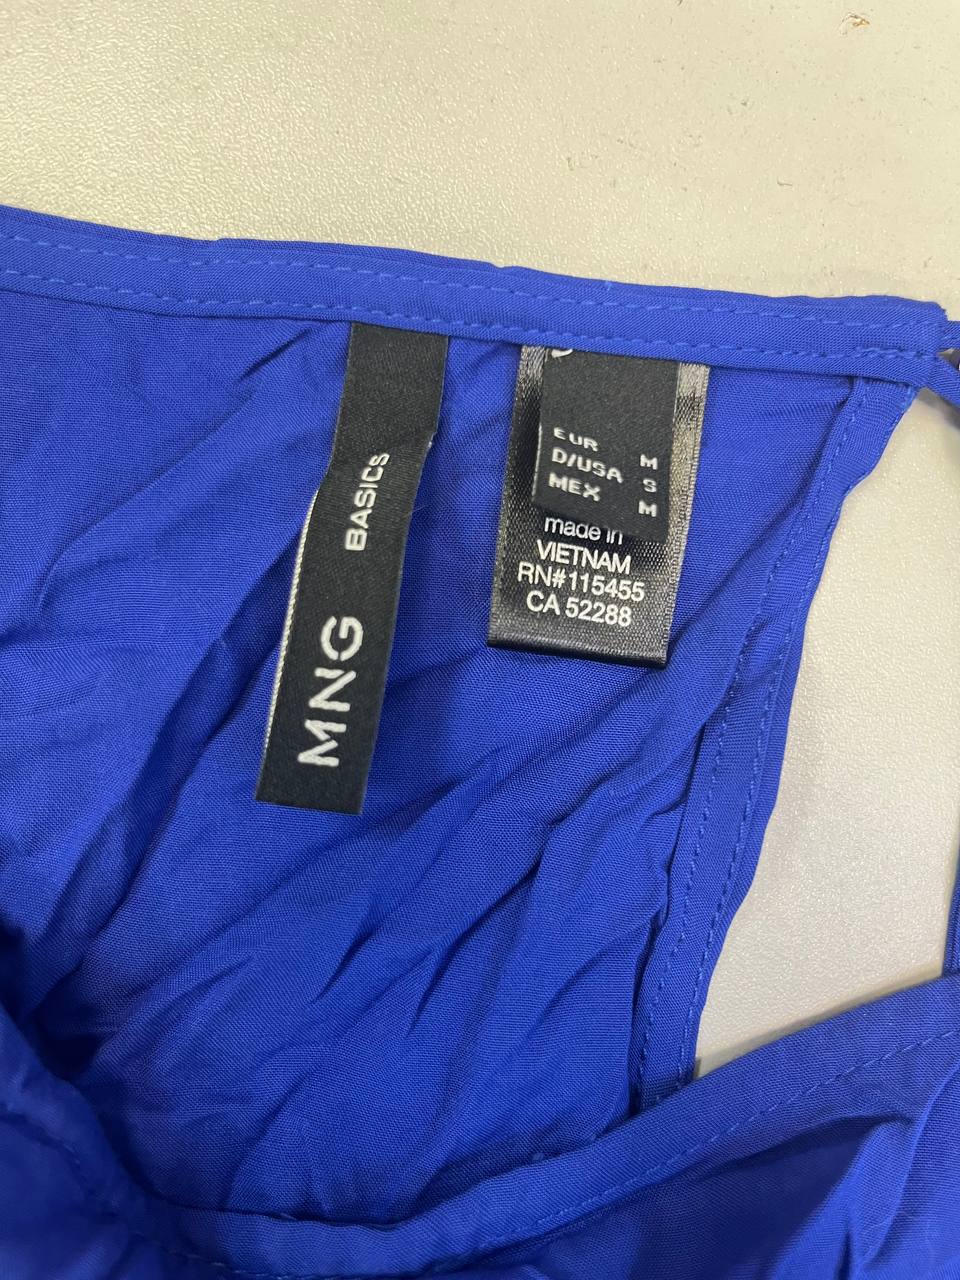 MNG BASICS
EUR M
D/USA S
MEX M
made in
VIETNAM
RN#115455
CA 52288